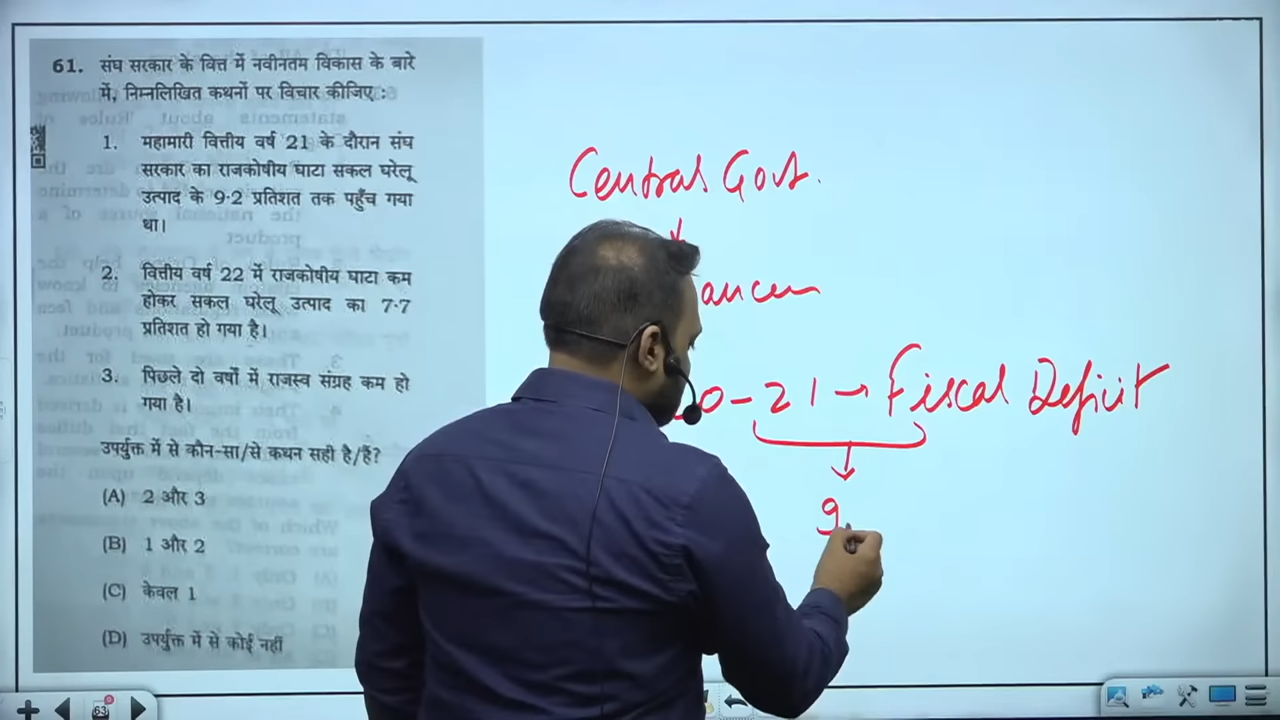 61. संघ सरकार के वित्त में नवीनतम विकास के बारे
में, निम्नलिखित कथनों पर विचार कीजिए :
1. महामारी वित्तीय वर्ष 21 के दौरान संघ
सरकार का राजकोषीय घाटा सकल घरेलू
उत्पाद के 9·2 प्रतिशत तक पहुँच गया
था।
2. वित्तीय वर्ष 22 में राजकोषीय घाटा कम
होकर सकल घरेलू उत्पाद का 7·7
प्रतिशत हो गया है।
3. पिछले दो वर्षों में राजस्व संग्रह कम हो
गया है।
उपर्युक्त में से कौन-सा/से कथन सही है/हैं?
(A) 2 और 3
(B) 1 और 2
(C) केवल 1
(D) उपर्युक्त में से कोई नहीं
Central Govt.
0-21 → Fiscal Deficit
9
63